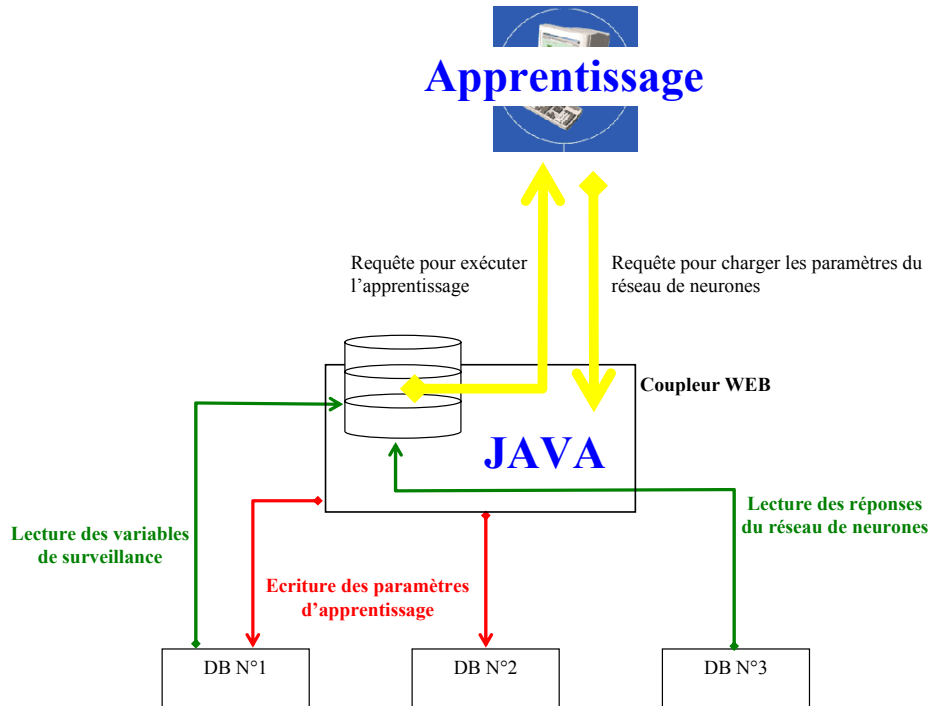 Apprentissage
Requête pour exécuter
l’apprentissage
Requête pour charger les paramètres du
réseau de neurones
Coupleur WEB
JAVA
Lecture des variables
de surveillance
Lecture des réponses
du réseau de neurones
Ecriture des paramètres
d’apprentissage
DB N°1
DB N°2
DB N°3